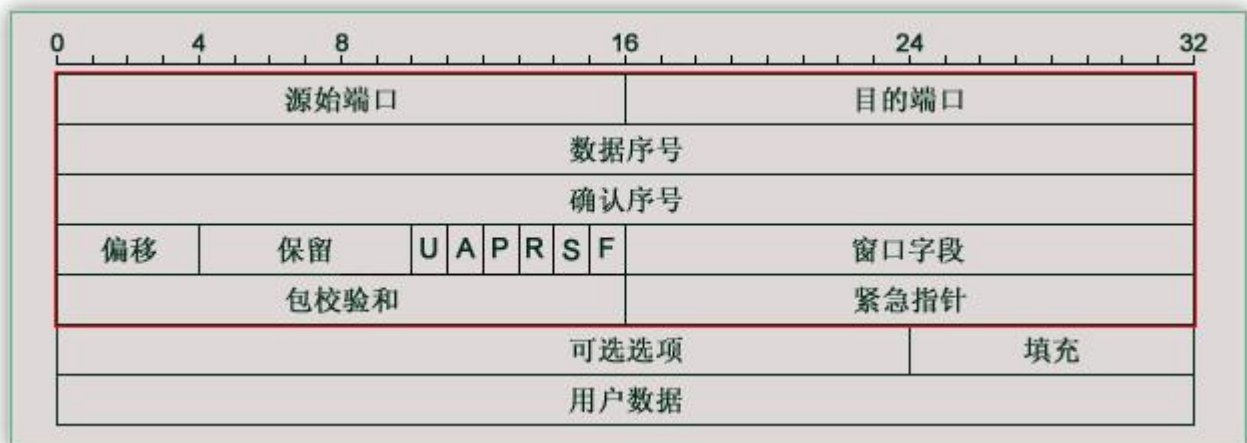 0 4 8 16 24 32
源始端口 目的端口
数据序号
确认序号
偏移 保留 U A P R S F 窗口字段
包校验和 紧急指针
可选选项 填充
用户数据